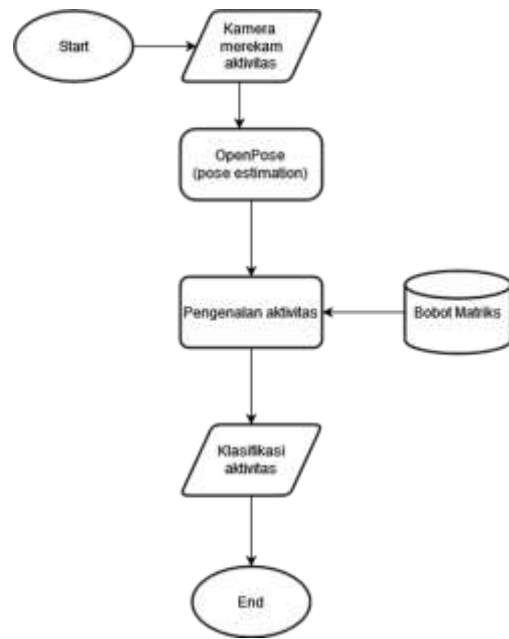 Start
Kamera
merekam
aktivitas
OpenPose
(pose estimation)
Pengenalan aktivitas
Bobot Matriks
Klasifikasi
aktivitas
End